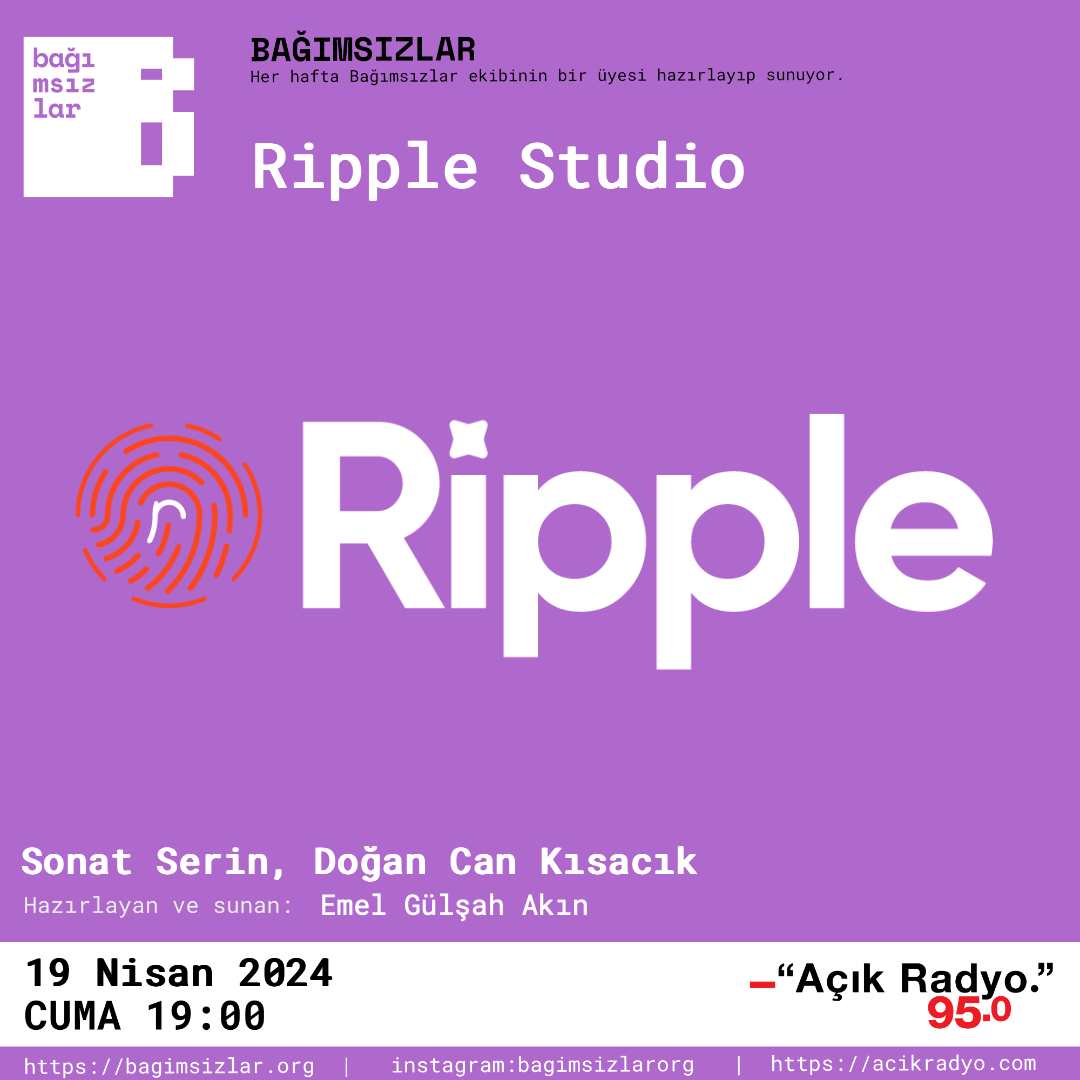 bağı
msız
lar
BAĞIMSIZLAR
Her hafta Bağımsızlar ekibinin bir üyesi hazırlayıp sunuyor.
Ripple Studio
r
Ripple
Sonat Serin, Doğan Can Kısacık
Hazırlayan ve sunan: Emel Gülşah Akın
19 Nisan 2024
CUMA 19:00
“Açık Radyo.”
95.0
https://bagimsizlar.org | instagram:bagimsizlarorg | https://acikradyo.com